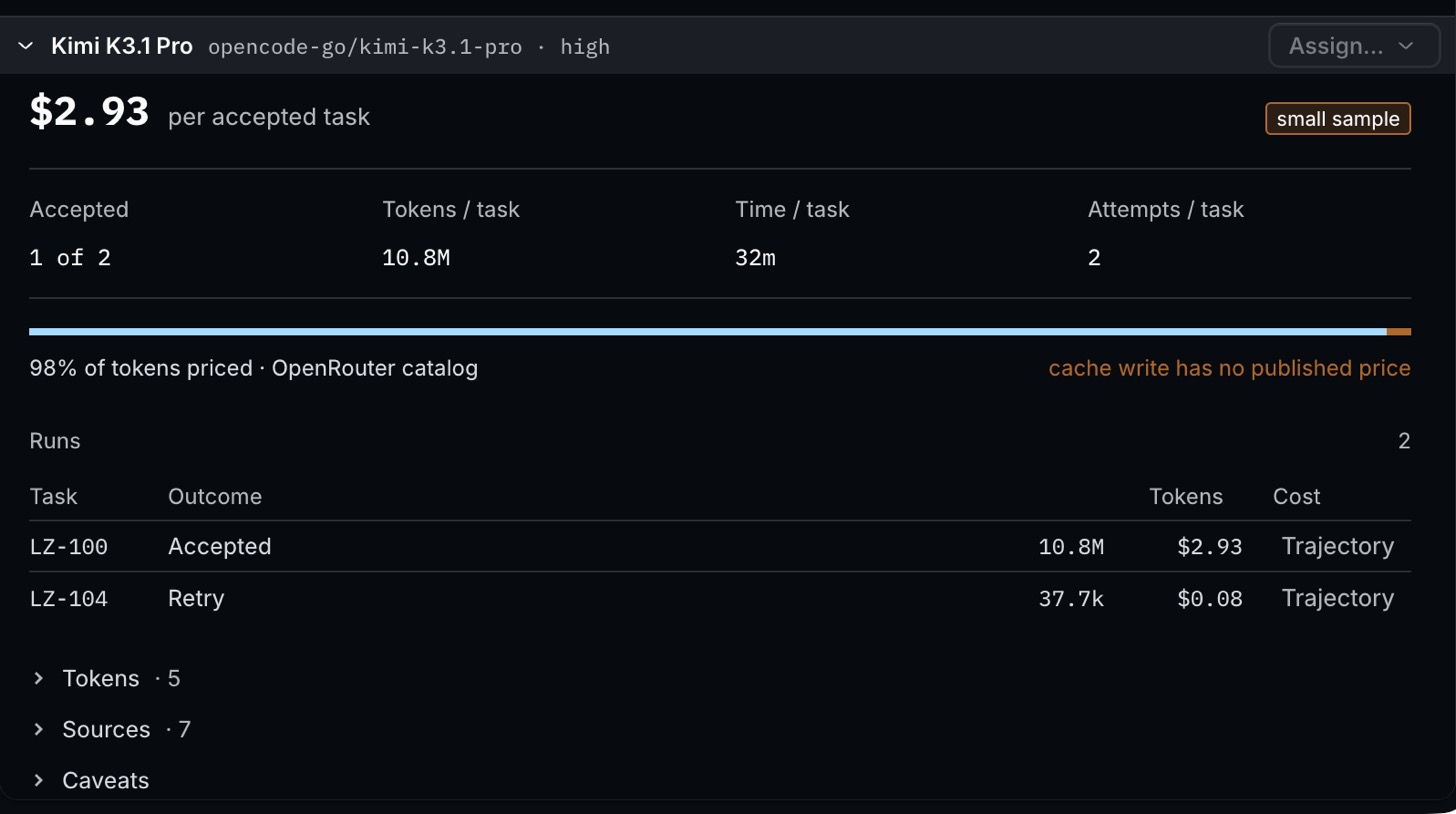 Kimi K3.1 Pro opencode-go/kimi-k3.1-pro · high Assign...
$2.93 per accepted task small sample
Accepted Tokens / task Time / task Attempts / task
1 of 2 10.8M 32m 2
98% of tokens priced · OpenRouter catalog cache write has no published price
Runs 2
Task Outcome Tokens Cost
LZ-100 Accepted 10.8M $2.93 Trajectory
LZ-104 Retry 37.7k $0.08 Trajectory
Tokens · 5
Sources · 7
Caveats